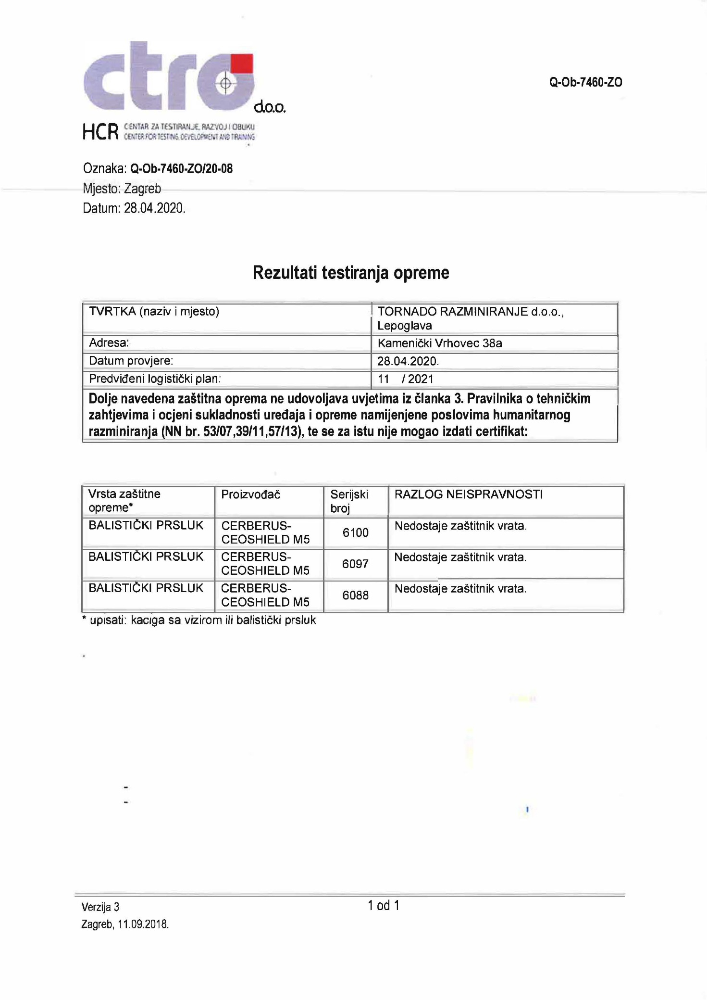 ctro
d.o.o.
Q-Ob-7460-ZO
HCR CENTAR ZA TESTIRANJE, RAZVOJ I OBUKU
CENTER FOR TESTING, DEVELOPMENT AND TRAINING
Oznaka: Q-Ob-7460-ZO/20-08
Mjesto: Zagreb
Datum: 28.04.2020.
Rezultati testiranja opreme
TVRTKA (naziv i mjesto) TORNADO RAZMINIRANJE d.o.o.,
Lepoglava
Adresa: Kamenički Vrhovec 38a
Datum provjere: 28.04.2020.
Predviđeni logistički plan: 11 / 2021
Dolje navedena zaštitna oprema ne udovoljava uvjetima iz članka 3. Pravilnika o tehničkim
zahtjevima i ocjeni sukladnosti uređaja i opreme namijenjene poslovima humanitarnog
razminiranja (NN br. 53/07,39/11,57/13), te se za istu nije mogao izdati certifikat:
Vrsta zaštitne Proizvođač Serijski RAZLOG NEISPRAVNOSTI
opreme* broj
BALISTIČKI PRSLUK CERBERUS- 6100 Nedostaje zaštitnik vrata.
CEOSHIELD M5
BALISTIČKI PRSLUK CERBERUS- 6097 Nedostaje zaštitnik vrata.
CEOSHIELD M5
BALISTIČKI PRSLUK CERBERUS- 6088 Nedostaje zaštitnik vrata.
CEOSHIELD M5
* upisati: kaciga sa vizirom ili balistički prsluk
Verzija 3 1 od 1
Zagreb, 11.09.2018.